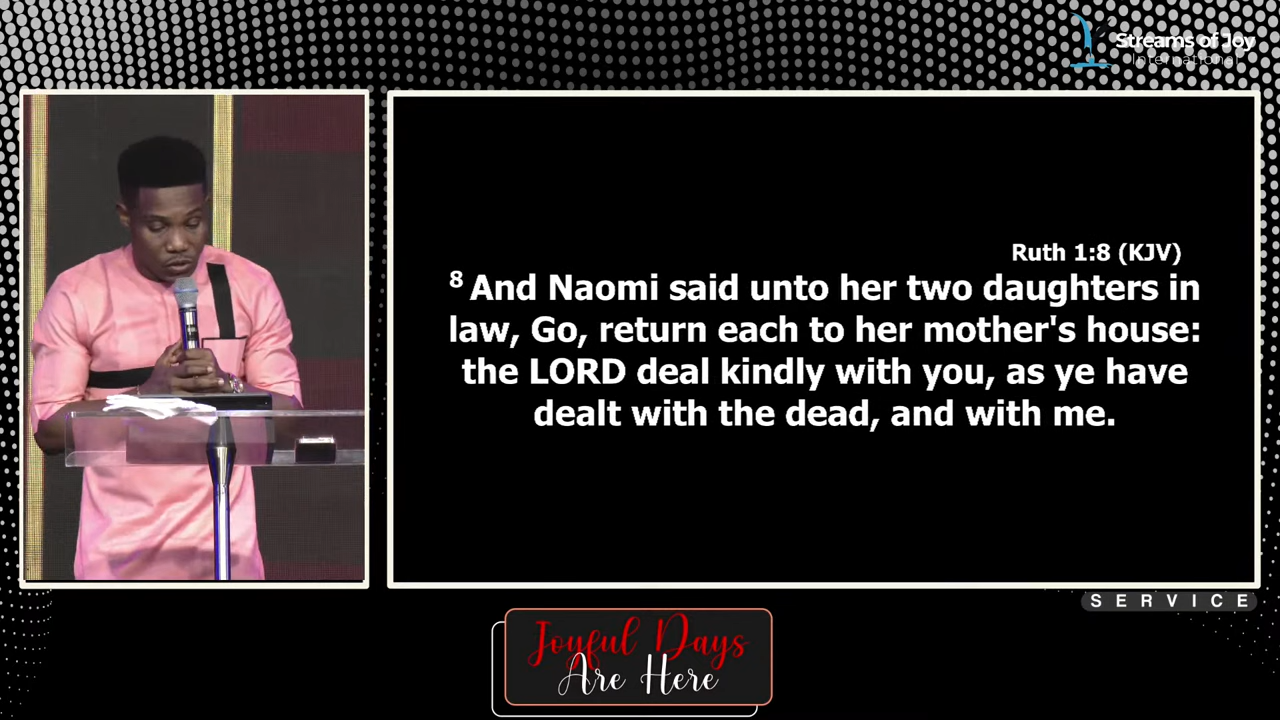 Streams of Joy
International
Ruth 1:8 (KJV)
8 And Naomi said unto her two daughters in
law, Go, return each to her mother's house:
the LORD deal kindly with you, as ye have
dealt with the dead, and with me.
SERVICE
Joyful Days
Are Here